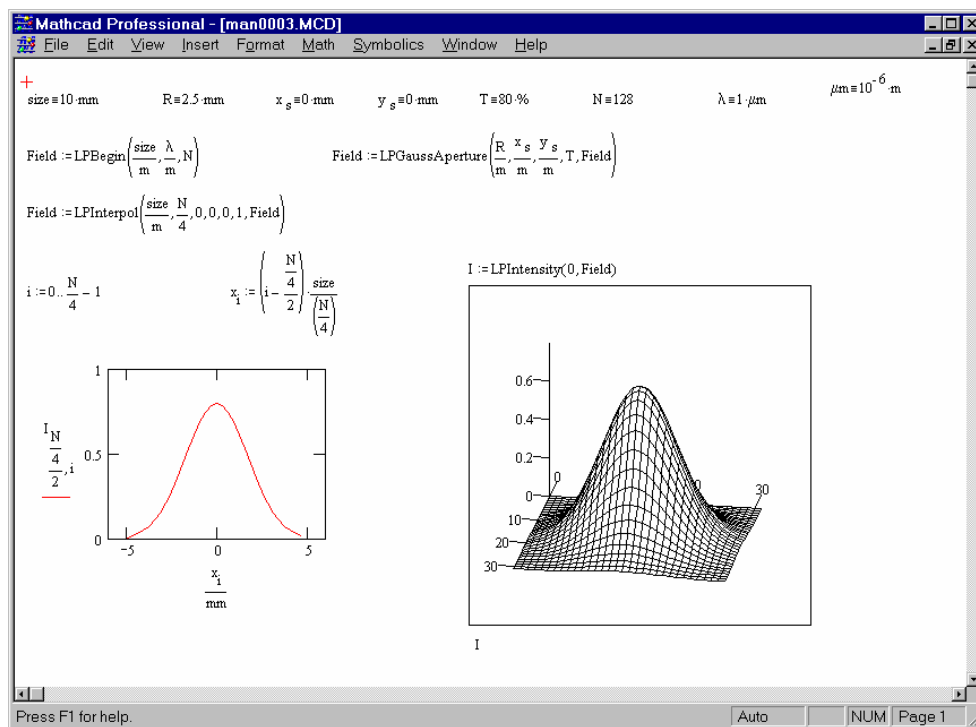 Mathcad Professional - [man0003.MCD]
File Edit View Insert Format Math Symbolics Window Help
size≡10·mm R≡2.5·mm x s≡0·mm y s≡0·mm T≡80·% N≡128 λ≡1·μm μm≡10^-6·m
Field :=LPBegin(size/m, λ/m, N) Field :=LPGaussAperture(R/m, x s/m, y s/m, T, Field)
Field :=LPInterpol(size/m, N/4, 0, 0, 0, 1, Field)
i :=0.. N/4 − 1 x_i := (i − (N/4)/2)·size/(N/4)
I :=LPIntensity(0, Field)
1
0.5
0
−5 0 5
I (N/4)/2, i
x_i/mm
0.6
0.4
0.2
0
0
10
20
30
0
30
I
Press F1 for help. Auto NUM Page 1